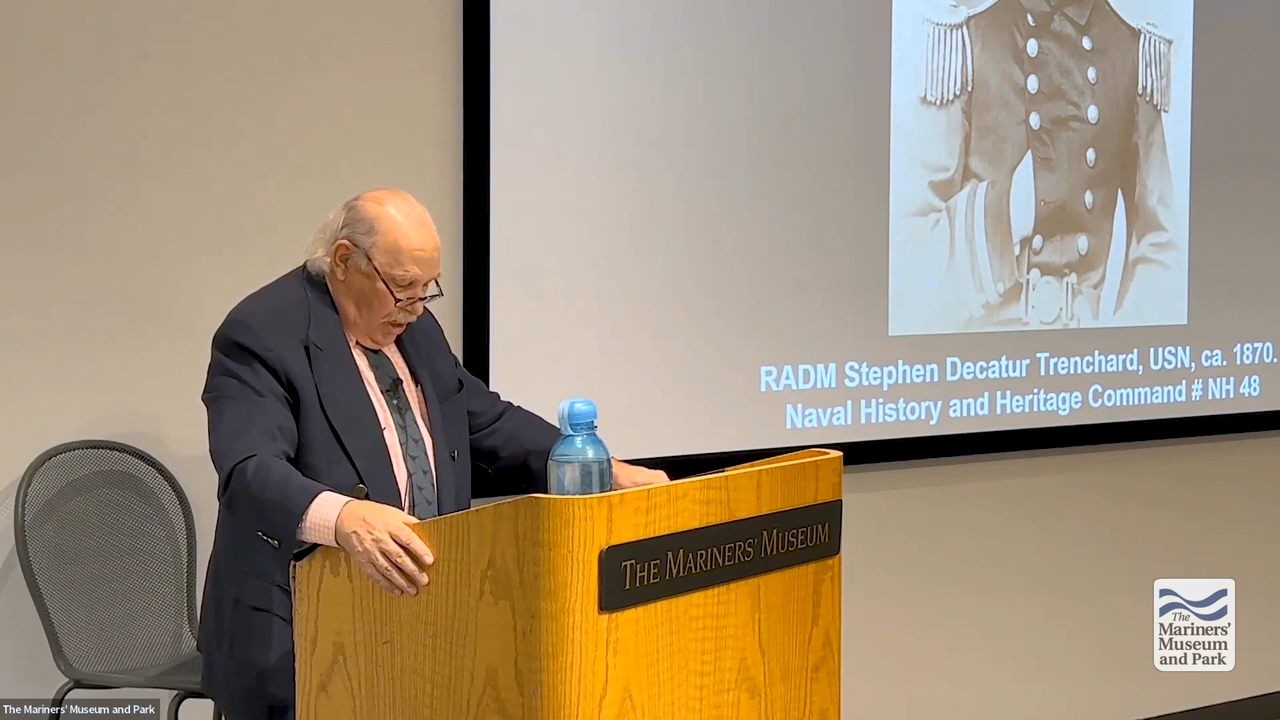 RADM Stephen Decatur Trenchard, USN, ca. 1870.
Naval History and Heritage Command # NH 48
THE MARINERS' MUSEUM
The
Mariners'
Museum
and Park
The Mariners' Museum and Park